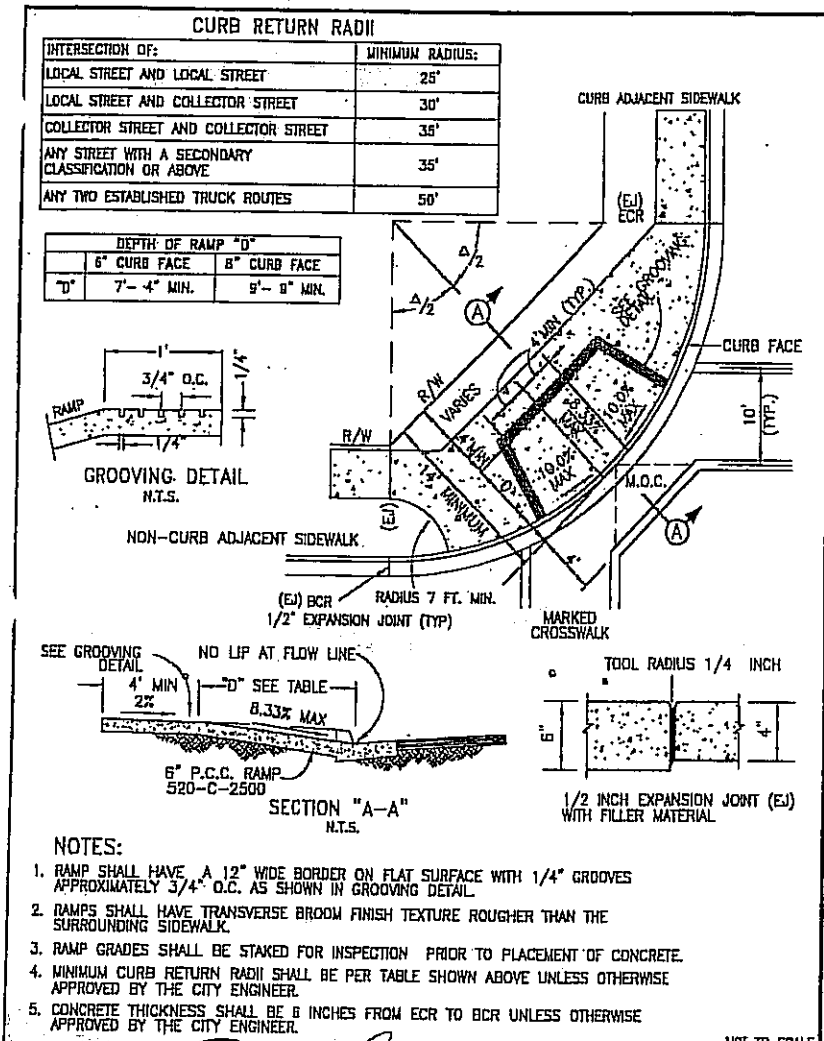 CURB RETURN RADII
INTERSECTION OF: MINIMUM RADIUS:
LOCAL STREET AND LOCAL STREET 25'
LOCAL STREET AND COLLECTOR STREET 30'
COLLECTOR STREET AND COLLECTOR STREET 35'
ANY STREET WITH A SECONDARY
CLASSIFICATION OR ABOVE 35'
ANY TWO ESTABLISHED TRUCK ROUTES 50'
DEPTH OF RAMP "D"
6" CURB FACE 8" CURB FACE
"D" 7'- 4" MIN. 9'- 9" MIN.
CURB ADJACENT SIDEWALK
(EJ)
ECR
Δ/2
Δ/2
A
SEE GROOVING
DETAIL
4' MIN (TYP.)
CURB FACE
R/W
VARIES
4'
8.33%
MAX
10.0%
MAX
10.0%
MAX
10'
(TYP.)
R/W
4' MIN
"D"
14' MINIMUM
M.O.C.
A
4'
1'
3/4" O.C.
1/4"
RAMP
1/4"
GROOVING DETAIL
N.T.S.
(EJ)
NON-CURB ADJACENT SIDEWALK
(EJ) BCR
1/2" EXPANSION JOINT (TYP)
RADIUS 7 FT. MIN.
MARKED
CROSSWALK
SEE GROOVING
DETAIL
NO LIP AT FLOW LINE
4' MIN
"D" SEE TABLE
2%
8.33% MAX
6" P.C.C. RAMP
520-C-2500
SECTION "A-A"
N.T.S.
TOOL RADIUS 1/4 INCH
6"
4"
1/2 INCH EXPANSION JOINT (EJ)
WITH FILLER MATERIAL
NOTES:
1. RAMP SHALL HAVE A 12" WIDE BORDER ON FLAT SURFACE WITH 1/4" GROOVES
APPROXIMATELY 3/4" O.C. AS SHOWN IN GROOVING DETAIL
2. RAMPS SHALL HAVE TRANSVERSE BROOM FINISH TEXTURE ROUGHER THAN THE
SURROUNDING SIDEWALK.
3. RAMP GRADES SHALL BE STAKED FOR INSPECTION PRIOR TO PLACEMENT OF CONCRETE.
4. MINIMUM CURB RETURN RADII SHALL BE PER TABLE SHOWN ABOVE UNLESS OTHERWISE
APPROVED BY THE CITY ENGINEER.
5. CONCRETE THICKNESS SHALL BE INCHES FROM ECR TO BCR UNLESS OTHERWISE
APPROVED BY THE CITY ENGINEER.
NOT TO SCALE